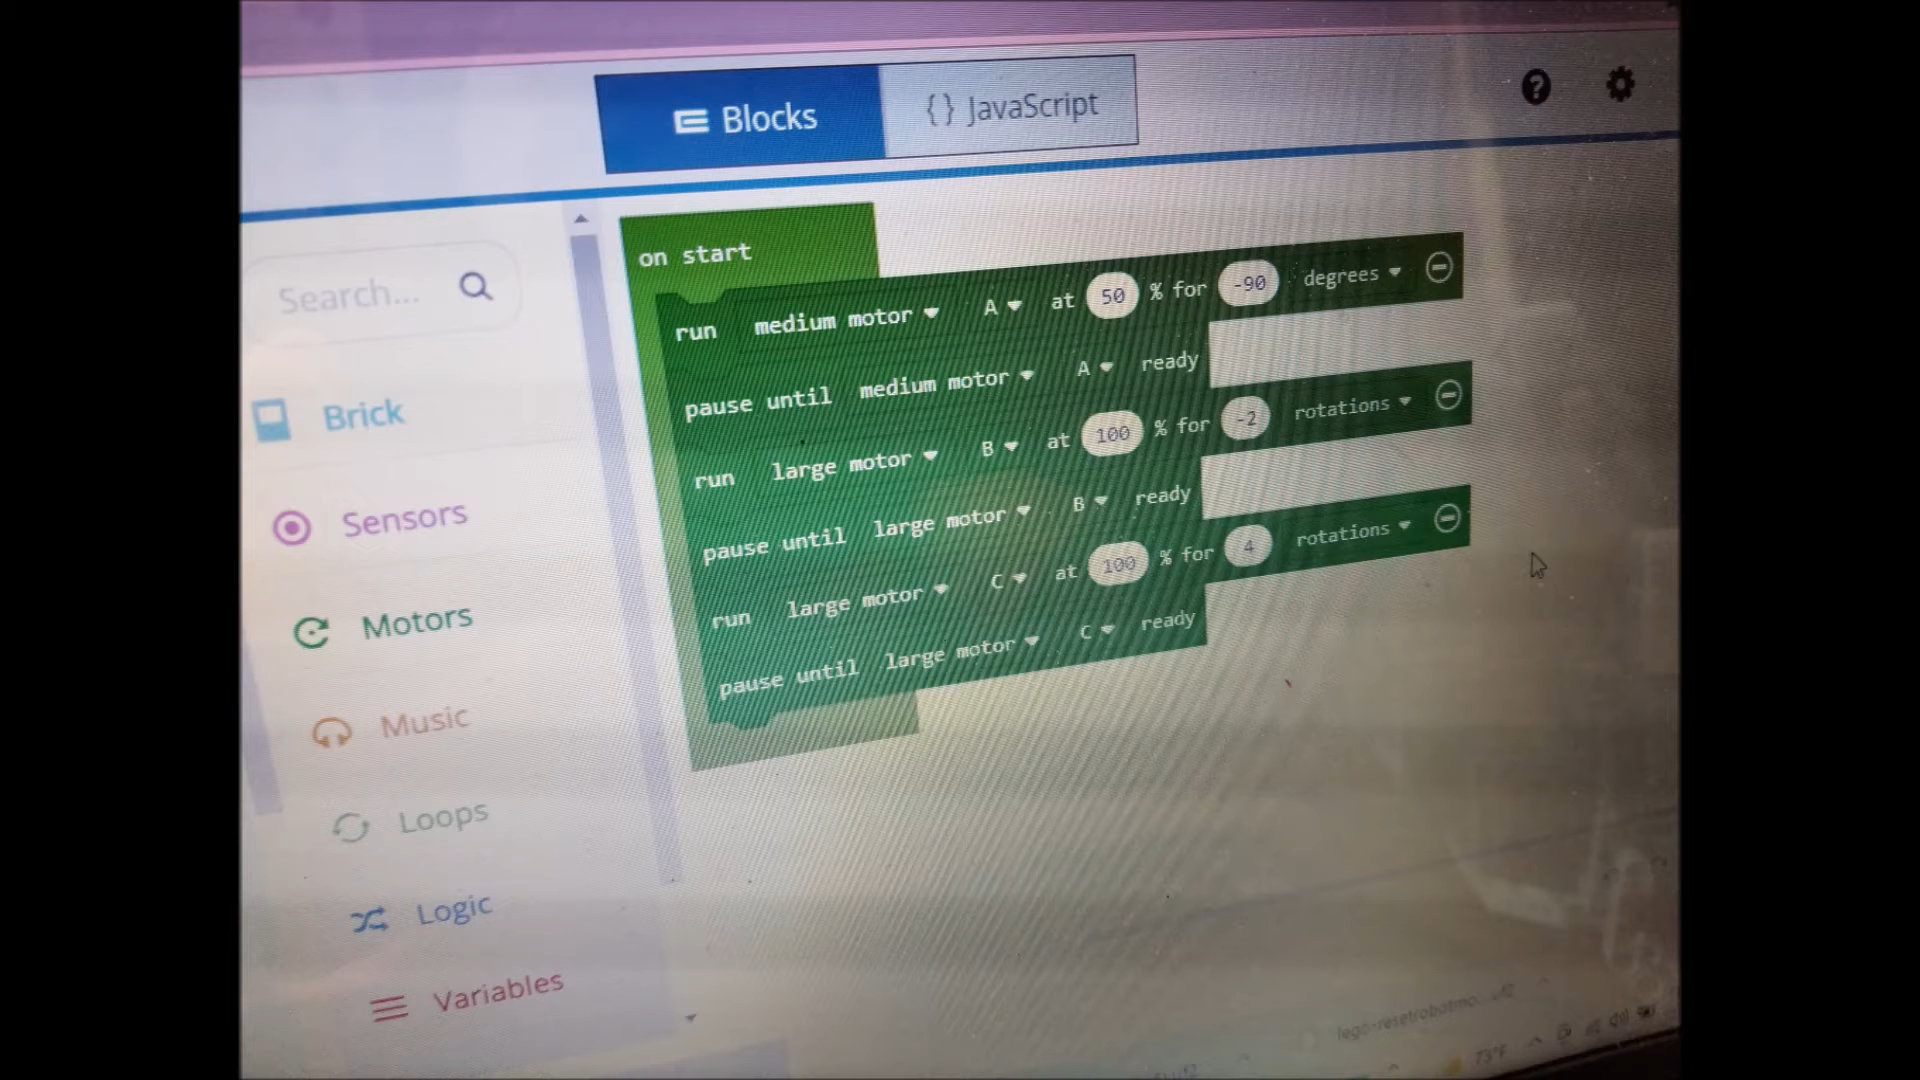 Blocks
{} JavaScript
Search...
Brick
Sensors
Motors
Music
Loops
Logic
Variables
on start
run medium motor A at 50 % for -90 degrees
pause until medium motor A ready
run large motor B at 100 % for -2 rotations
pause until large motor B ready
run large motor C at 100 % for 4 rotations
pause until large motor C ready
73°F